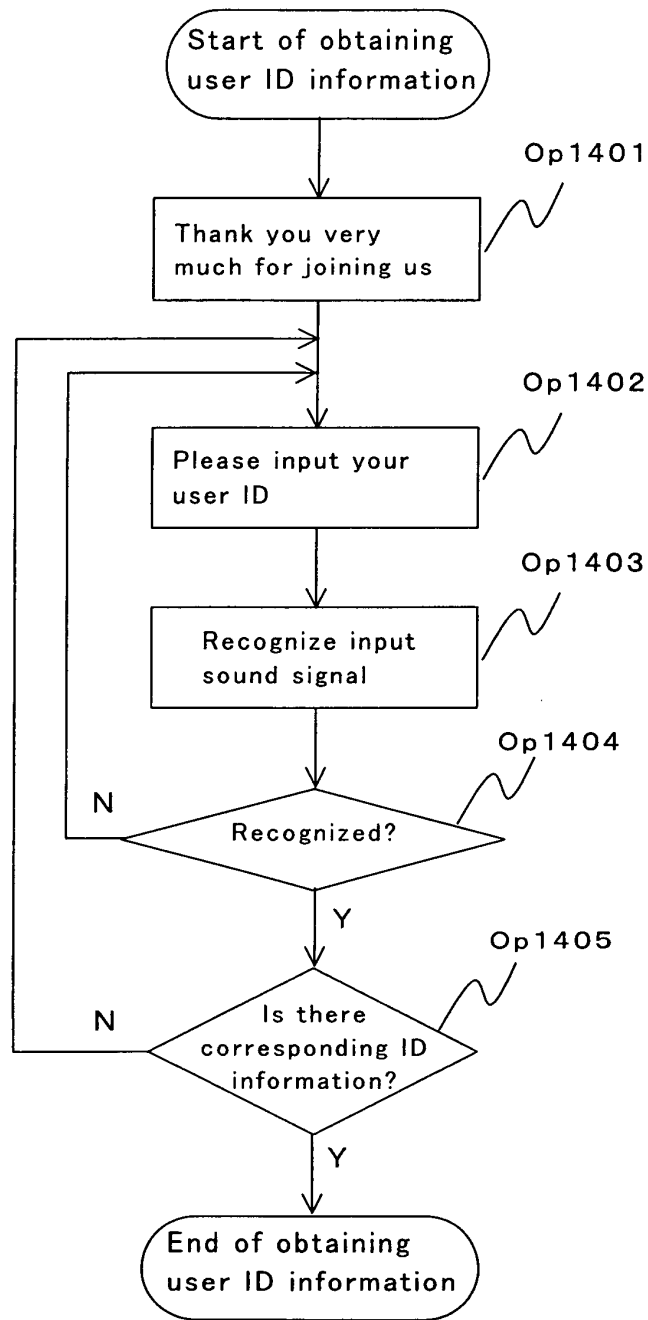 Start of obtaining
user ID information
Op1401
Thank you very
much for joining us
Op1402
Please input your
user ID
Op1403
Recognize input
sound signal
Op1404
N
Recognized?
Y
Op1405
N
Is there
corresponding ID
information?
Y
End of obtaining
user ID information